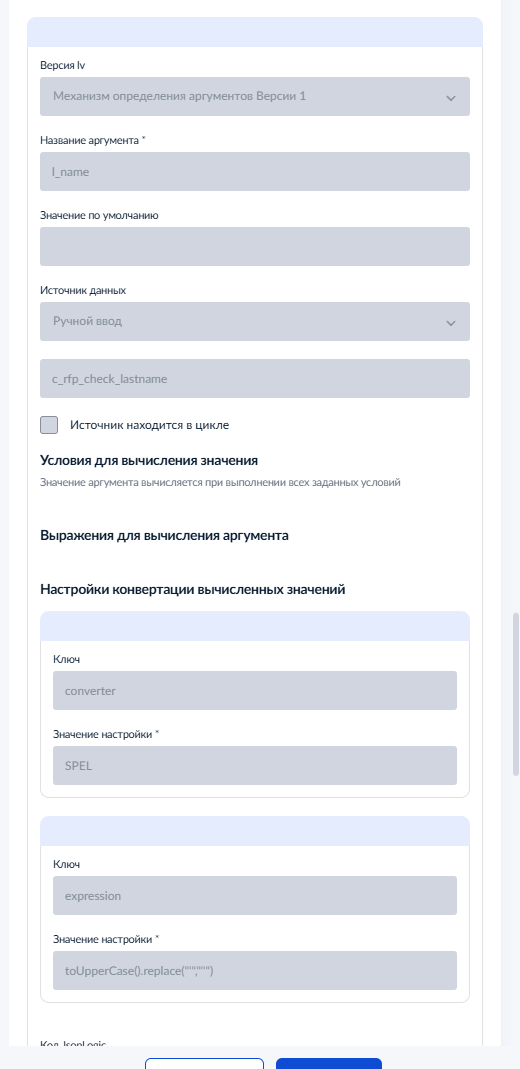 Версия lv
Механизм определения аргументов Версии 1
Название аргумента *
l_name
Значение по умолчанию
Источник данных
Ручной ввод
c_rfp_check_lastname
Источник находится в цикле
Условия для вычисления значения
Значение аргумента вычисляется при выполнении всех заданных условий
Выражения для вычисления аргумента
Настройки конвертации вычисленных значений
Ключ
converter
Значение настройки *
SPEL
Ключ
expression
Значение настройки *
toUpperCase().replace("'","''")
Код JsonLogic